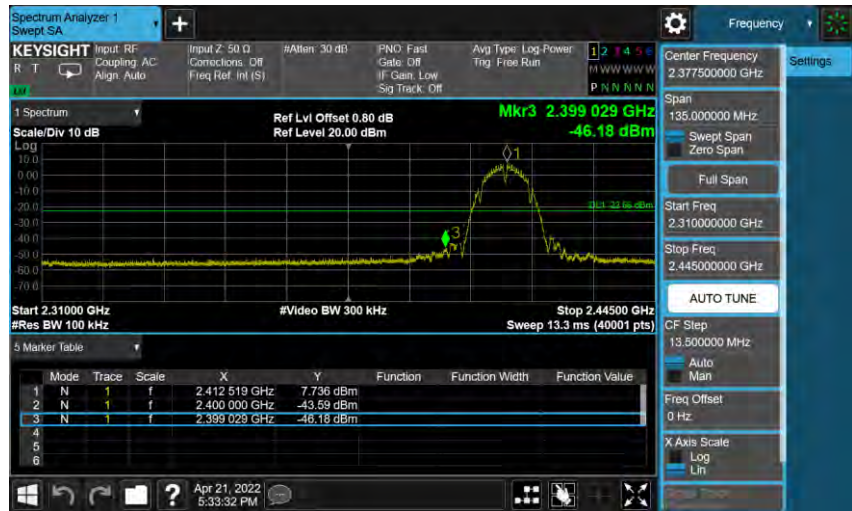 Spectrum Analyzer 1
Swept SA
+
Frequency
KEYSIGHT
R T
Input: RF
Coupling: AC
Align: Auto
Input Z: 50 Ω
Corrections: Off
Freq Ref: Int (S)
#Atten: 30 dB
PNO: Fast
Gate: Off
IF Gain: Low
Sig Track: Off
Avg Type: Log-Power
Trig: Free Run
1 2 3 4 5 6
M W W W W W
P N N N N N
Settings
Center Frequency
2.377500000 GHz
Span
135.000000 MHz
Swept Span
Zero Span
Full Span
Start Freq
2.310000000 GHz
Stop Freq
2.445000000 GHz
AUTO TUNE
CF Step
13.500000 MHz
Auto
Man
Freq Offset
0 Hz
X Axis Scale
Log
Lin
1 Spectrum
Scale/Div 10 dB
Ref Lvl Offset 0.80 dB
Ref Level 20.00 dBm
Mkr3 2.399 029 GHz
-46.18 dBm
Log
10.0
0.00
-10.0
-20.0
-30.0
-40.0
-50.0
-60.0
-70.0
1
3
Start 2.31000 GHz
#Res BW 100 kHz
#Video BW 300 kHz
Stop 2.44500 GHz
Sweep 13.3 ms (40001 pts)
5 Marker Table
Mode Trace Scale X Y Function Function Width Function Value
1 N 1 f 2.412 519 GHz 7.736 dBm
2 N 1 f 2.400 000 GHz -43.59 dBm
3 N 1 f 2.399 029 GHz -46.18 dBm
4
5
6
?
Apr 21, 2022
5:33:32 PM